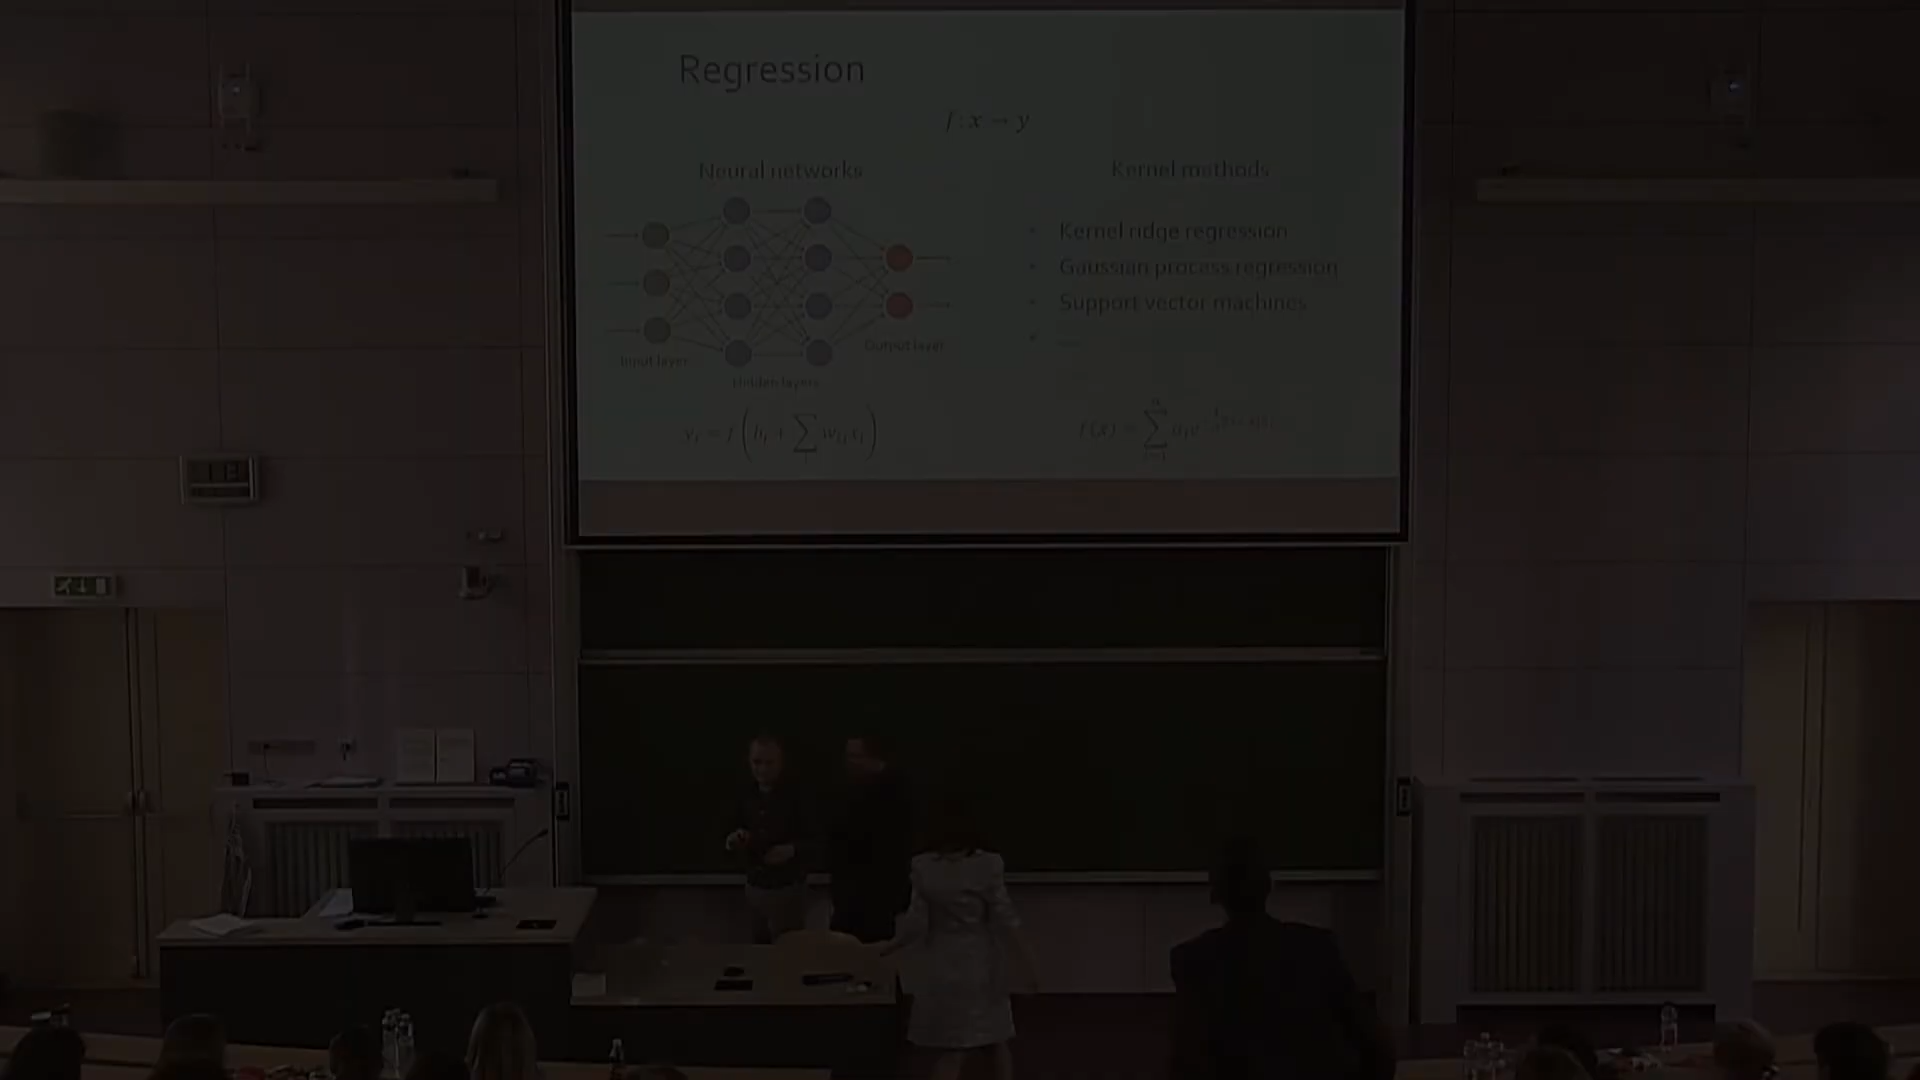 Regression
f : x → y
Neural networks
Kernel methods
Kernel ridge regression
Gaussian process regression
Support vector machines
...
Input layer
Output layer
Hidden layers